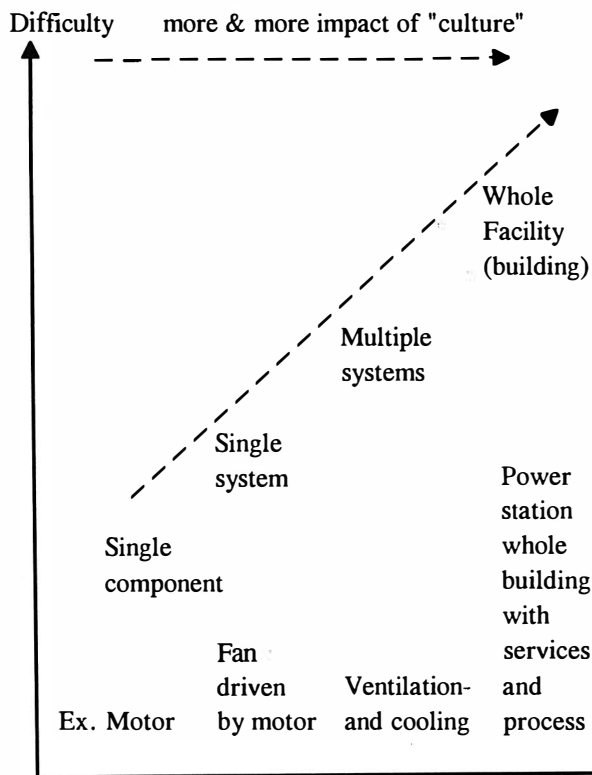 Difficulty more & more impact of "culture"
Whole
Facility
(building)
Multiple
systems
Single
system
Single
component
Power
station
whole
building
with
services
and
process
Fan
driven
by motor
Ventilation-
and cooling
Ex. Motor